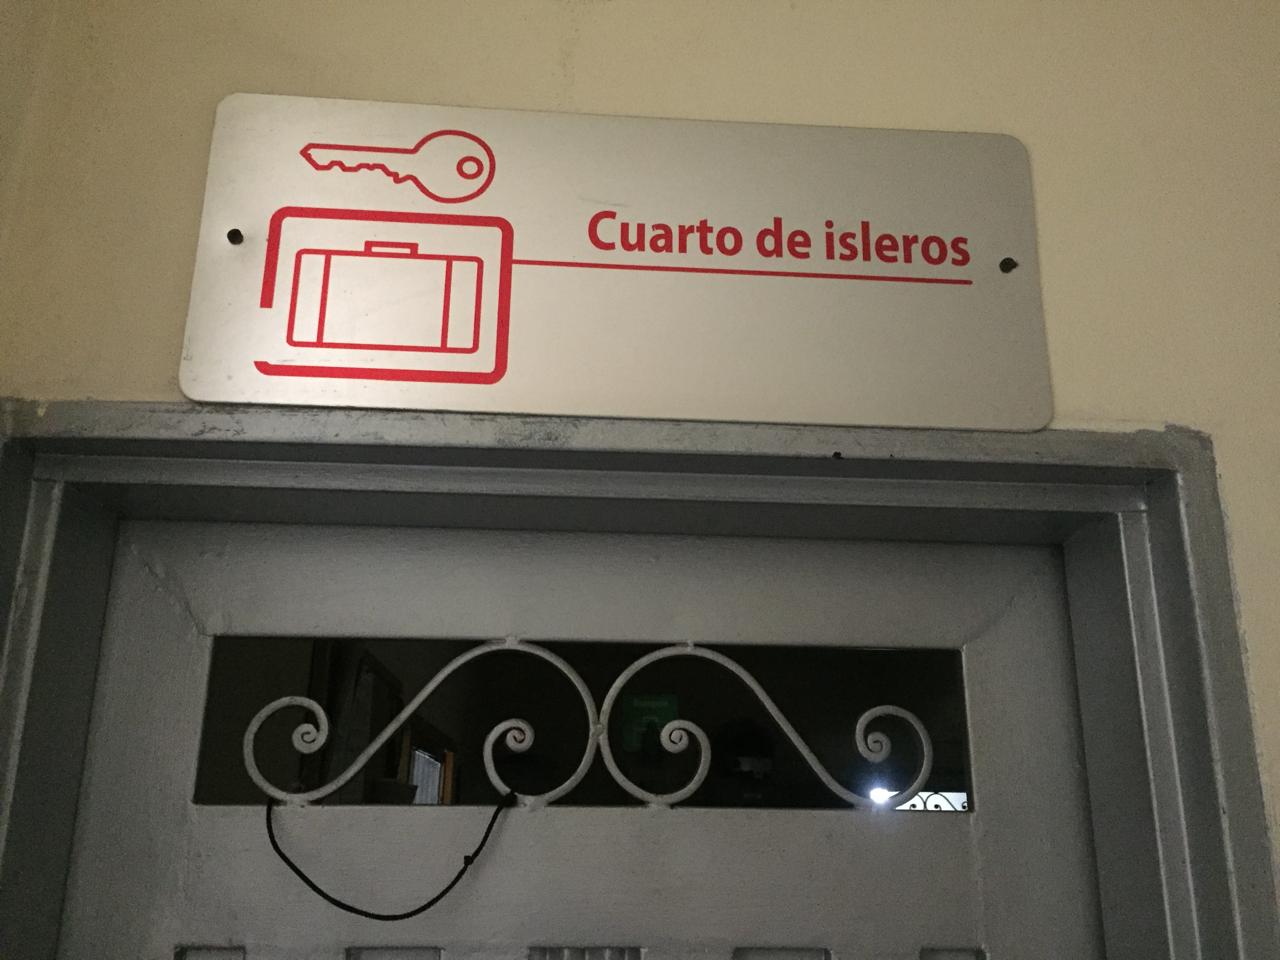 Cuarto de isleros